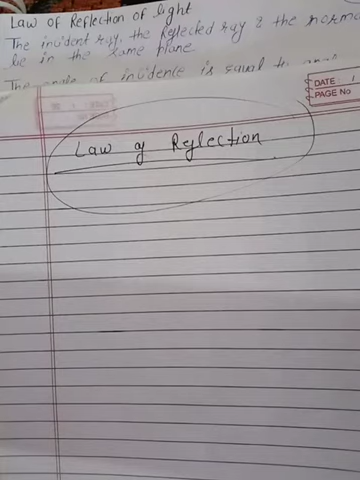 Law of Reflection of light
The incident ray, the Reflected ray & the norma
lie in the same plane
The angle of incidence is equal to
DATE:
PAGE No
Law of Reflection